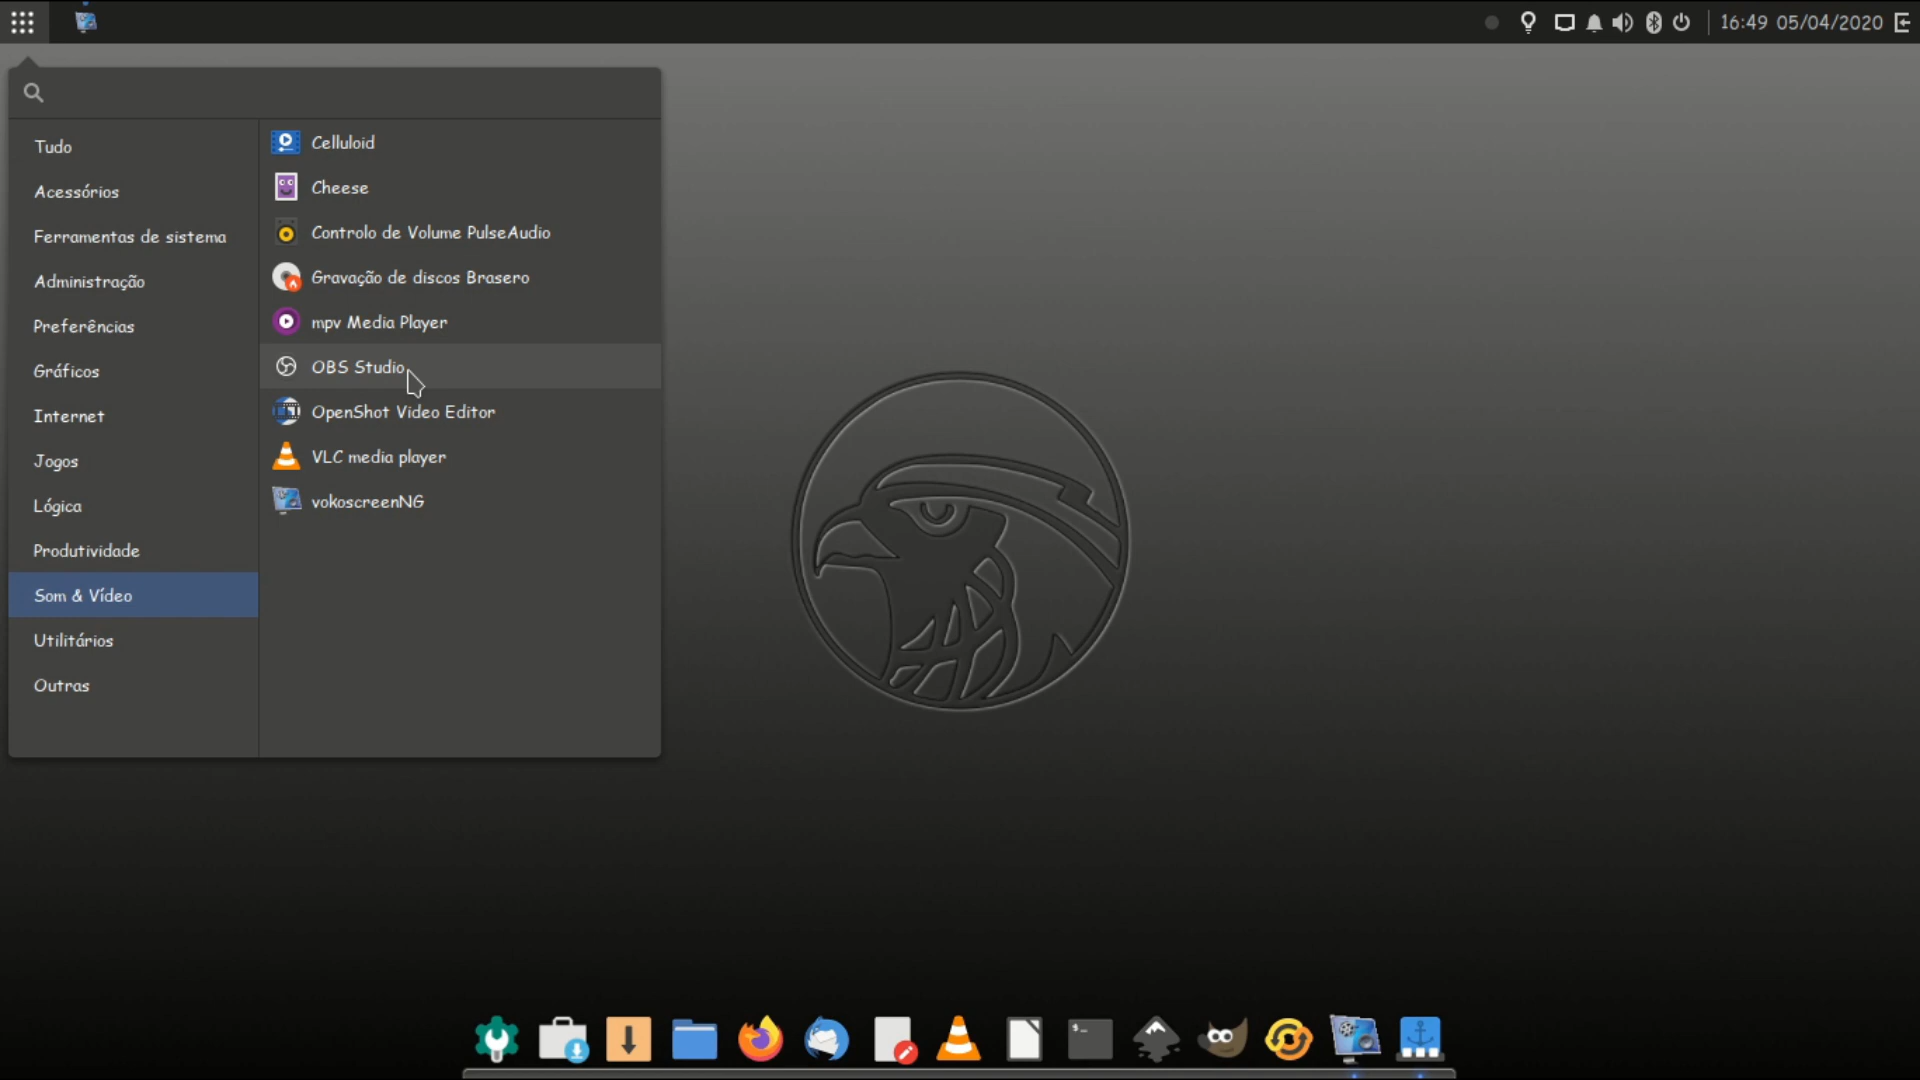 16:49 05/04/2020
Tudo
Acessórios
Ferramentas de sistema
Administração
Preferências
Gráficos
Internet
Jogos
Lógica
Produtividade
Som & Vídeo
Utilitários
Outras
Celluloid
Cheese
Controlo de Volume PulseAudio
Gravação de discos Brasero
mpv Media Player
OBS Studio
OpenShot Video Editor
VLC media player
vokoscreenNG